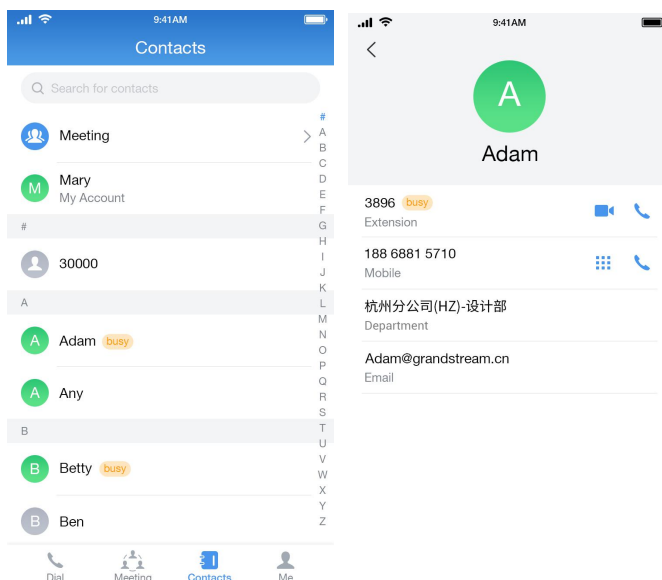 9:41AM
Contacts
Search for contacts
Meeting
M
Mary
My Account
#
30000
A
A
Adam busy
A
Any
B
B
Betty busy
B
Ben
#
A
B
C
D
E
F
G
H
I
J
K
L
M
N
O
P
Q
R
S
T
U
V
W
X
Y
Z
Dial
Meeting
Contacts
Me
9:41AM
A
Adam
3896 busy
Extension
188 6881 5710
Mobile
杭州分公司(HZ)-设计部
Department
Adam@grandstream.cn
Email